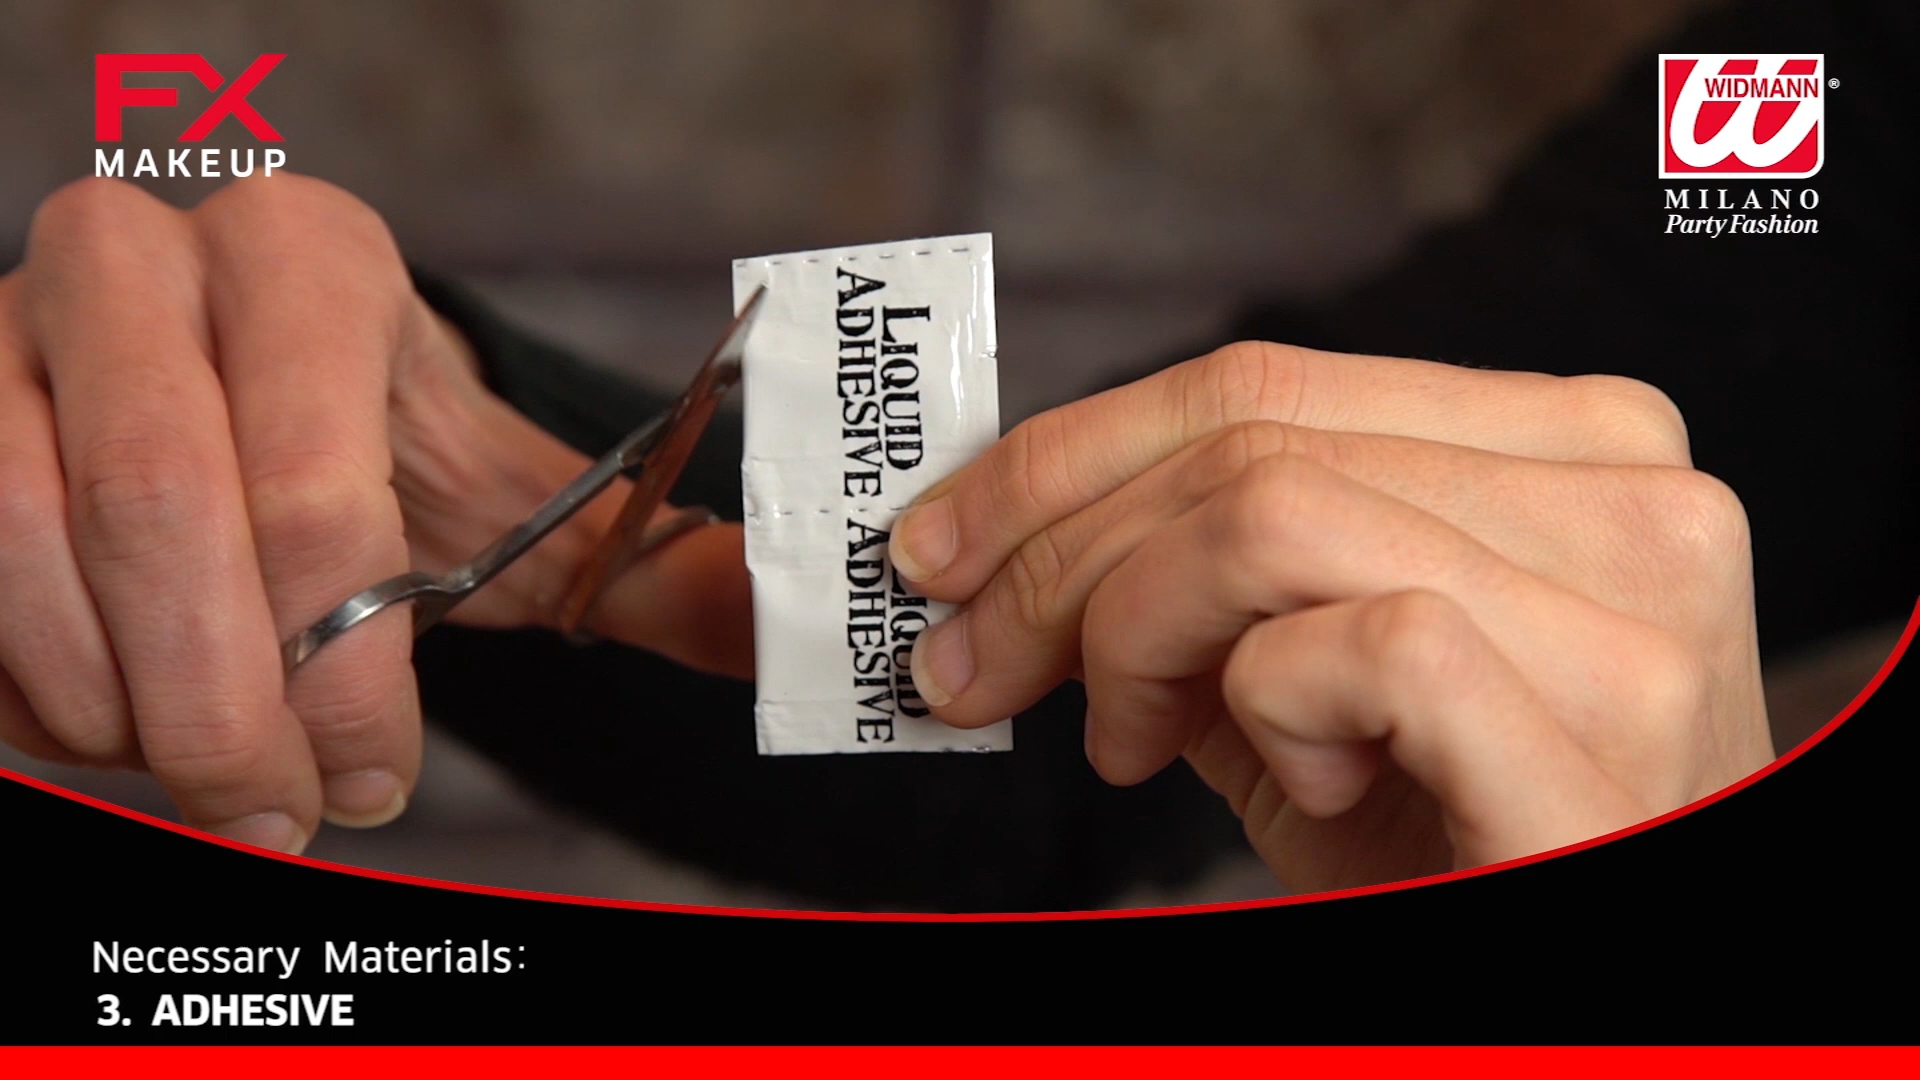 FX
MAKEUP
WIDMANN ®
MILANO
Party Fashion
LIQUID
ADHESIVE
LIQUID
ADHESIVE
Necessary Materials:
3. ADHESIVE